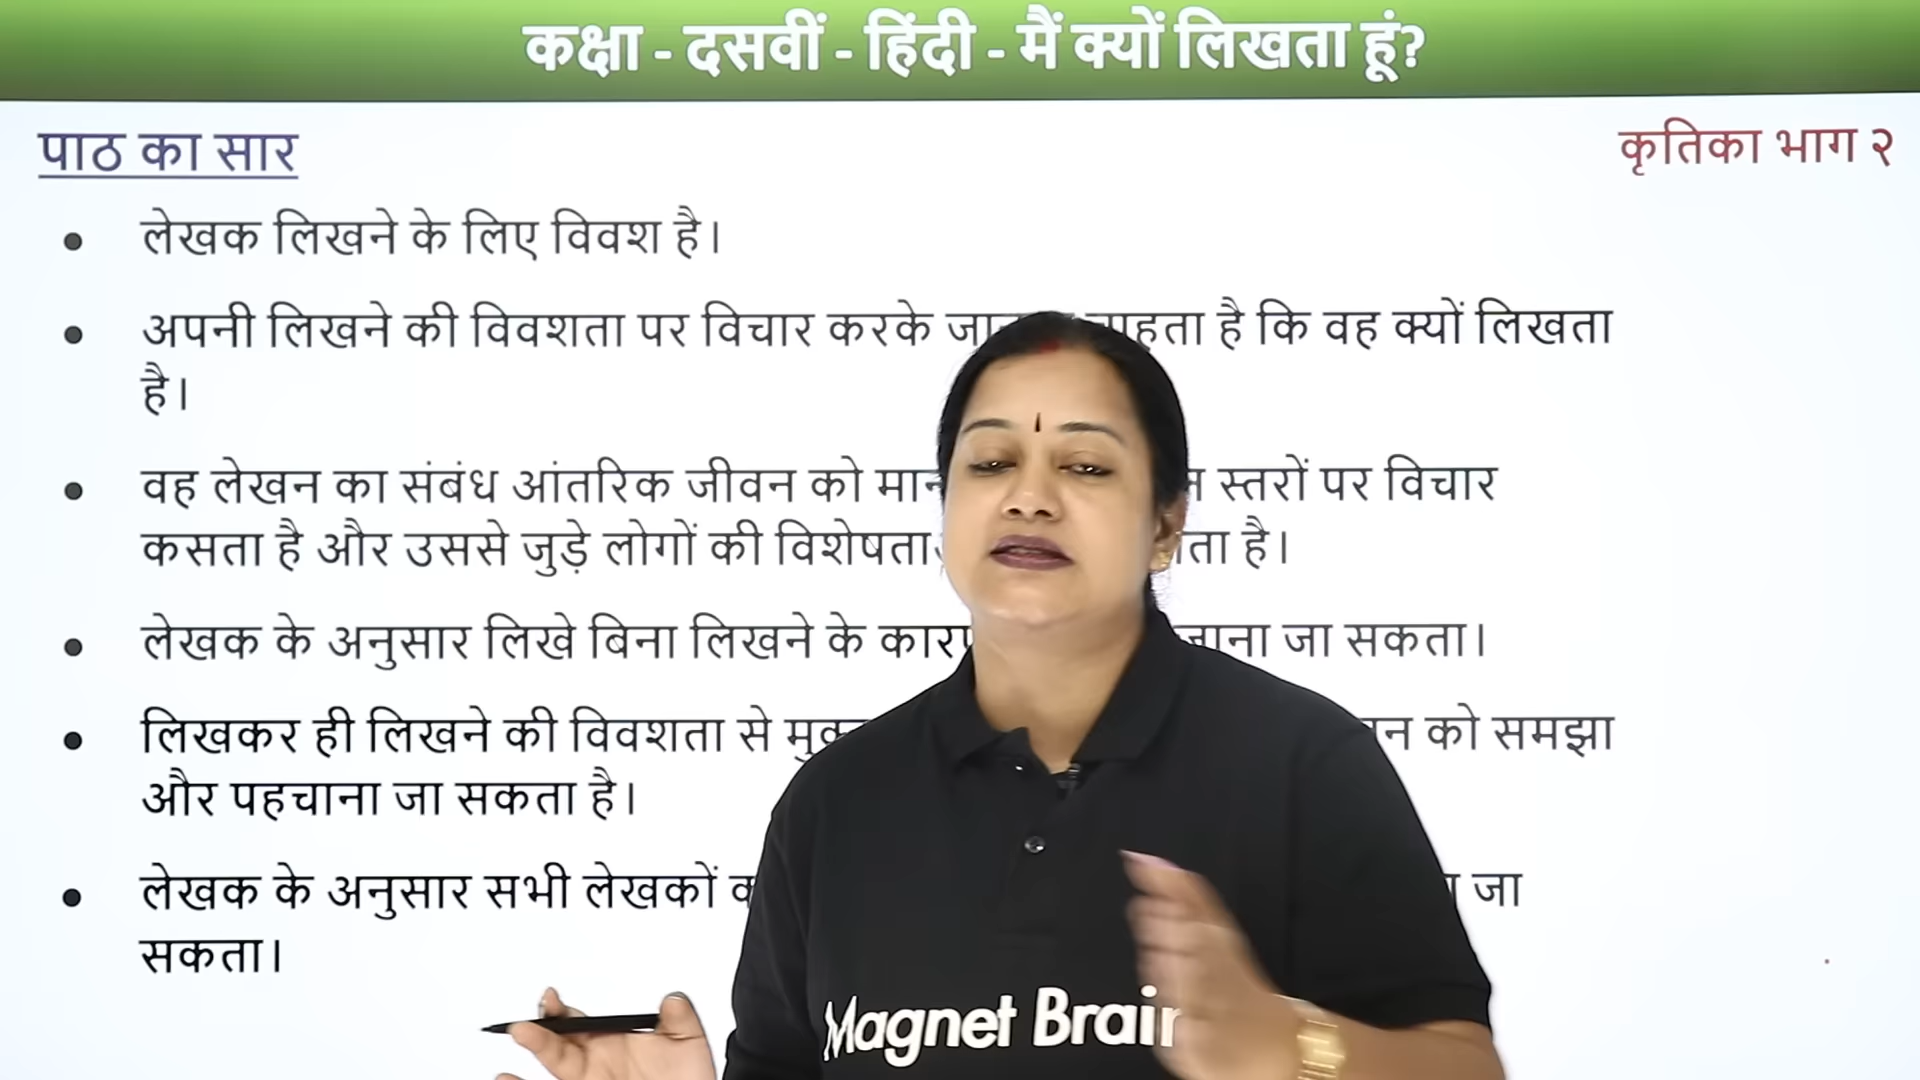 कक्षा - दसवीं - हिंदी - मैं क्यों लिखता हूं?
पाठ का सार
कृतिका भाग २
• लेखक लिखने के लिए विवश है।
• अपनी लिखने की विवशता पर विचार करके चाहता है कि वह क्यों लिखता
है।
• वह लेखन का संबंध आंतरिक जीवन को स्तरों पर विचार
कसता है और उससे जुड़े लोगों की है।
• लेखक के अनुसार लिखे बिना लिखने के जाना जा सकता।
• लिखकर ही लिखने की विवशता से को समझा
और पहचाना जा सकता है।
• लेखक के अनुसार सभी लेखकों जा
सकता।
Magnet Brain